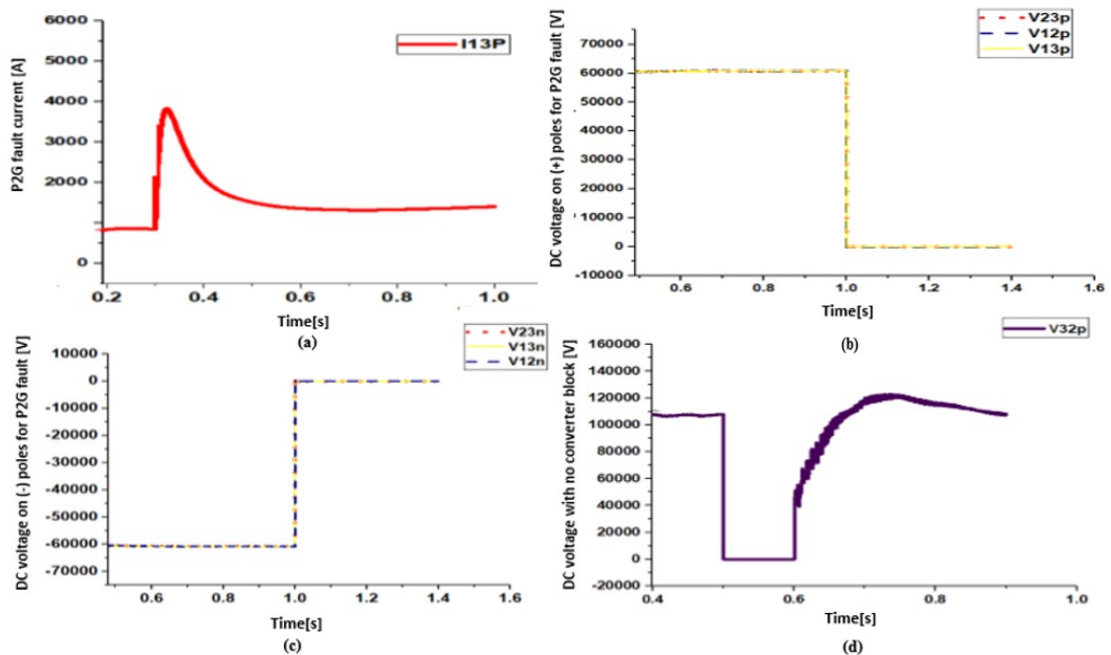 P2G fault current [A]
6000
5000
4000
3000
2000
1000
0
I13P
0.2 0.4 0.6 0.8 1.0
Time[s]
(a)
DC voltage on (+) poles for P2G fault [V]
V23p
V12p
V13p
70000
60000
50000
40000
30000
20000
10000
0
-10000
0.6 0.8 1.0 1.2 1.4 1.6
Time[s]
(b)
DC voltage on (-) poles for P2G fault [V]
V23n
V13n
V12n
10000
0
-10000
-20000
-30000
-40000
-50000
-60000
-70000
0.6 0.8 1.0 1.2 1.4 1.6
Time[s]
(c)
DC voltage with no converter block [V]
V32p
160000
140000
120000
100000
80000
60000
40000
20000
0
-20000
0.4 0.6 0.8 1.0
Time[s]
(d)